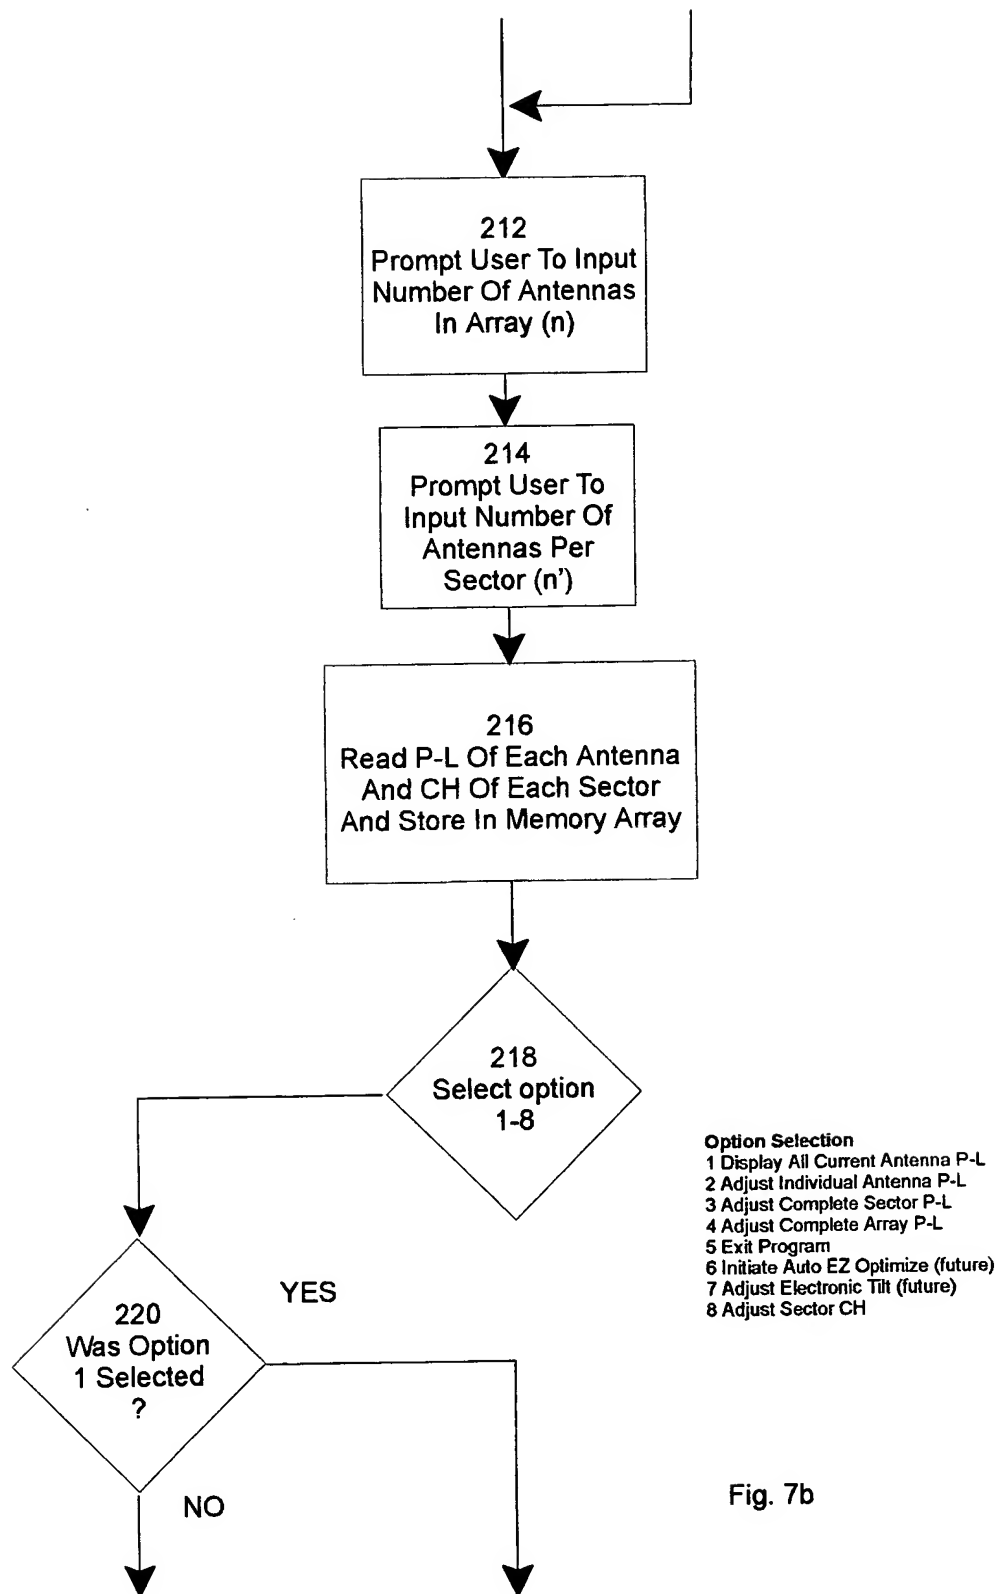 212
Prompt User To Input
Number Of Antennas
In Array (n)
214
Prompt User To
Input Number Of
Antennas Per
Sector (n')
216
Read P-L Of Each Antenna
And CH Of Each Sector
And Store In Memory Array
218
Select option
1-8
Option Selection
1 Display All Current Antenna P-L
2 Adjust Individual Antenna P-L
3 Adjust Complete Sector P-L
4 Adjust Complete Array P-L
5 Exit Program
6 Initiate Auto EZ Optimize (future)
7 Adjust Electronic Tilt (future)
8 Adjust Sector CH
220
Was Option
1 Selected
?
YES
NO
Fig. 7b